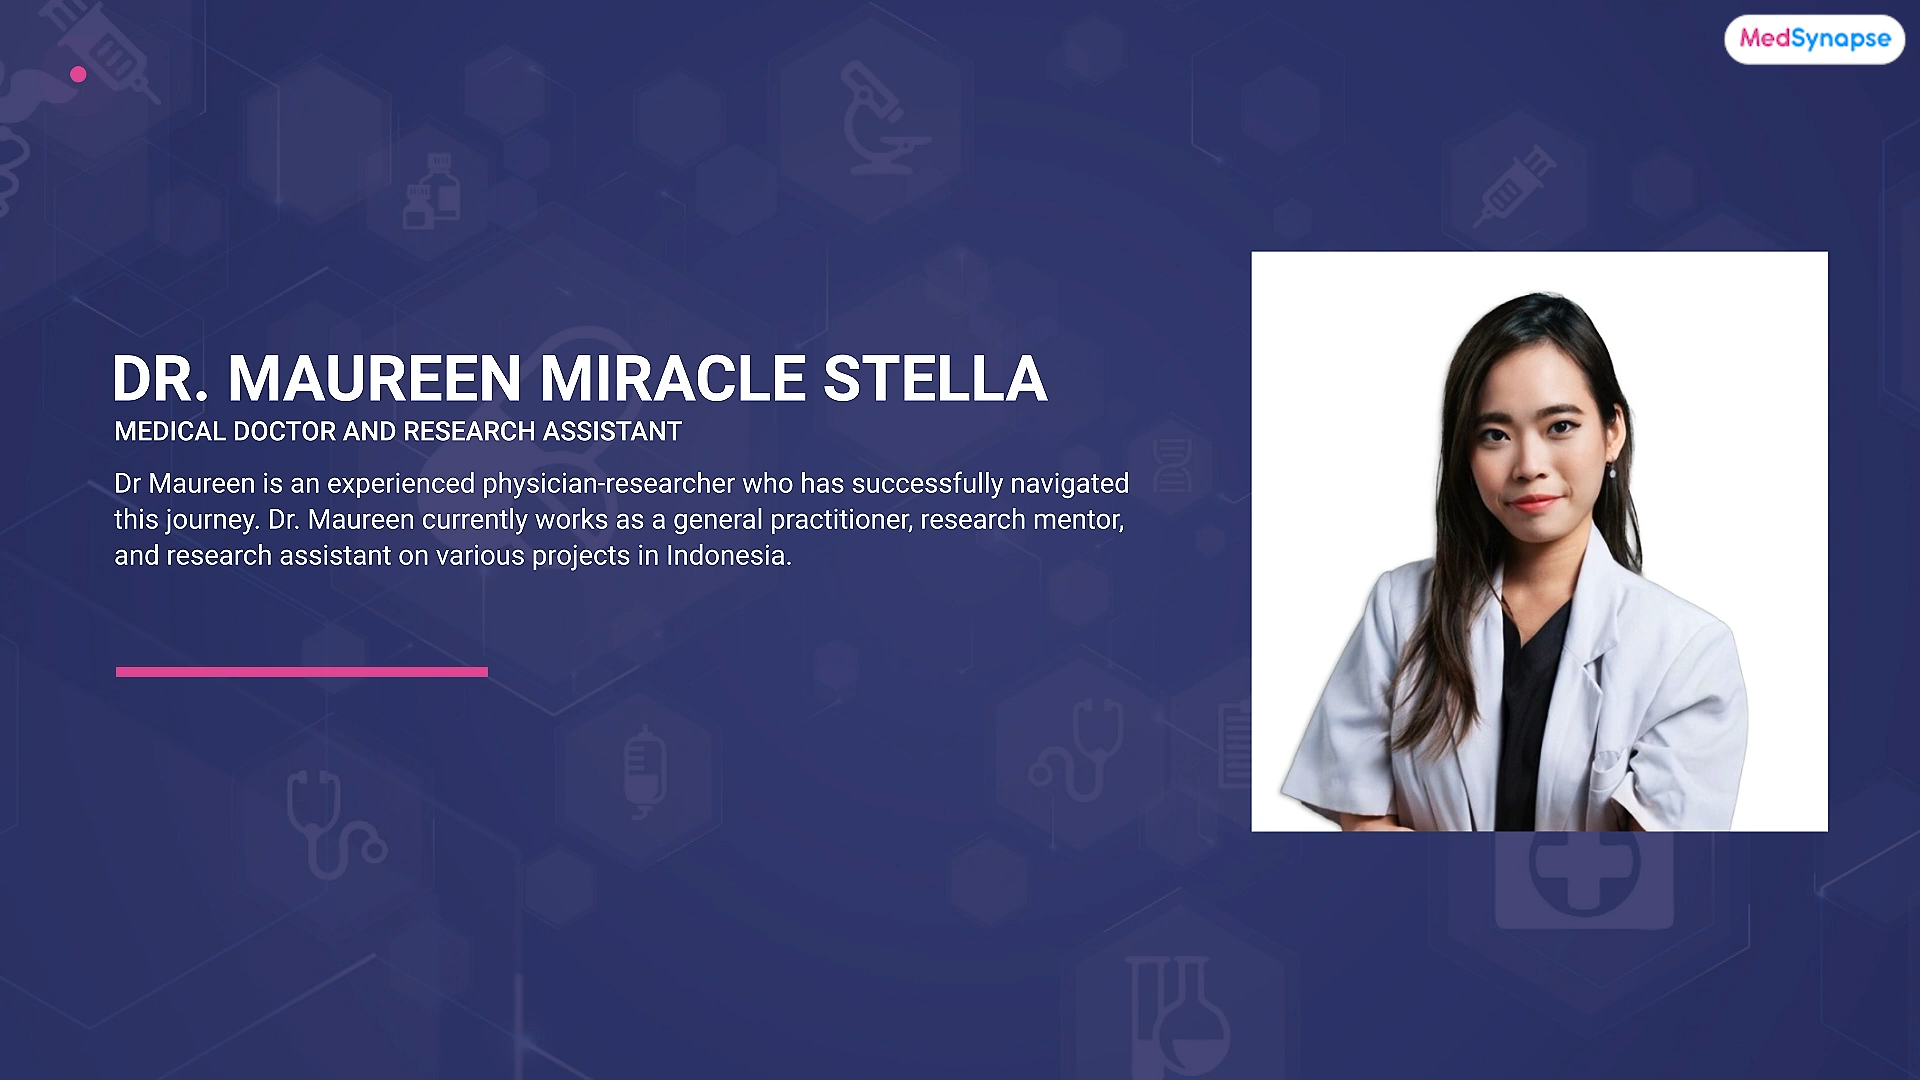 MedSynapse
DR. MAUREEN MIRACLE STELLA
MEDICAL DOCTOR AND RESEARCH ASSISTANT
Dr Maureen is an experienced physician-researcher who has successfully navigated
this journey. Dr. Maureen currently works as a general practitioner, research mentor,
and research assistant on various projects in Indonesia.